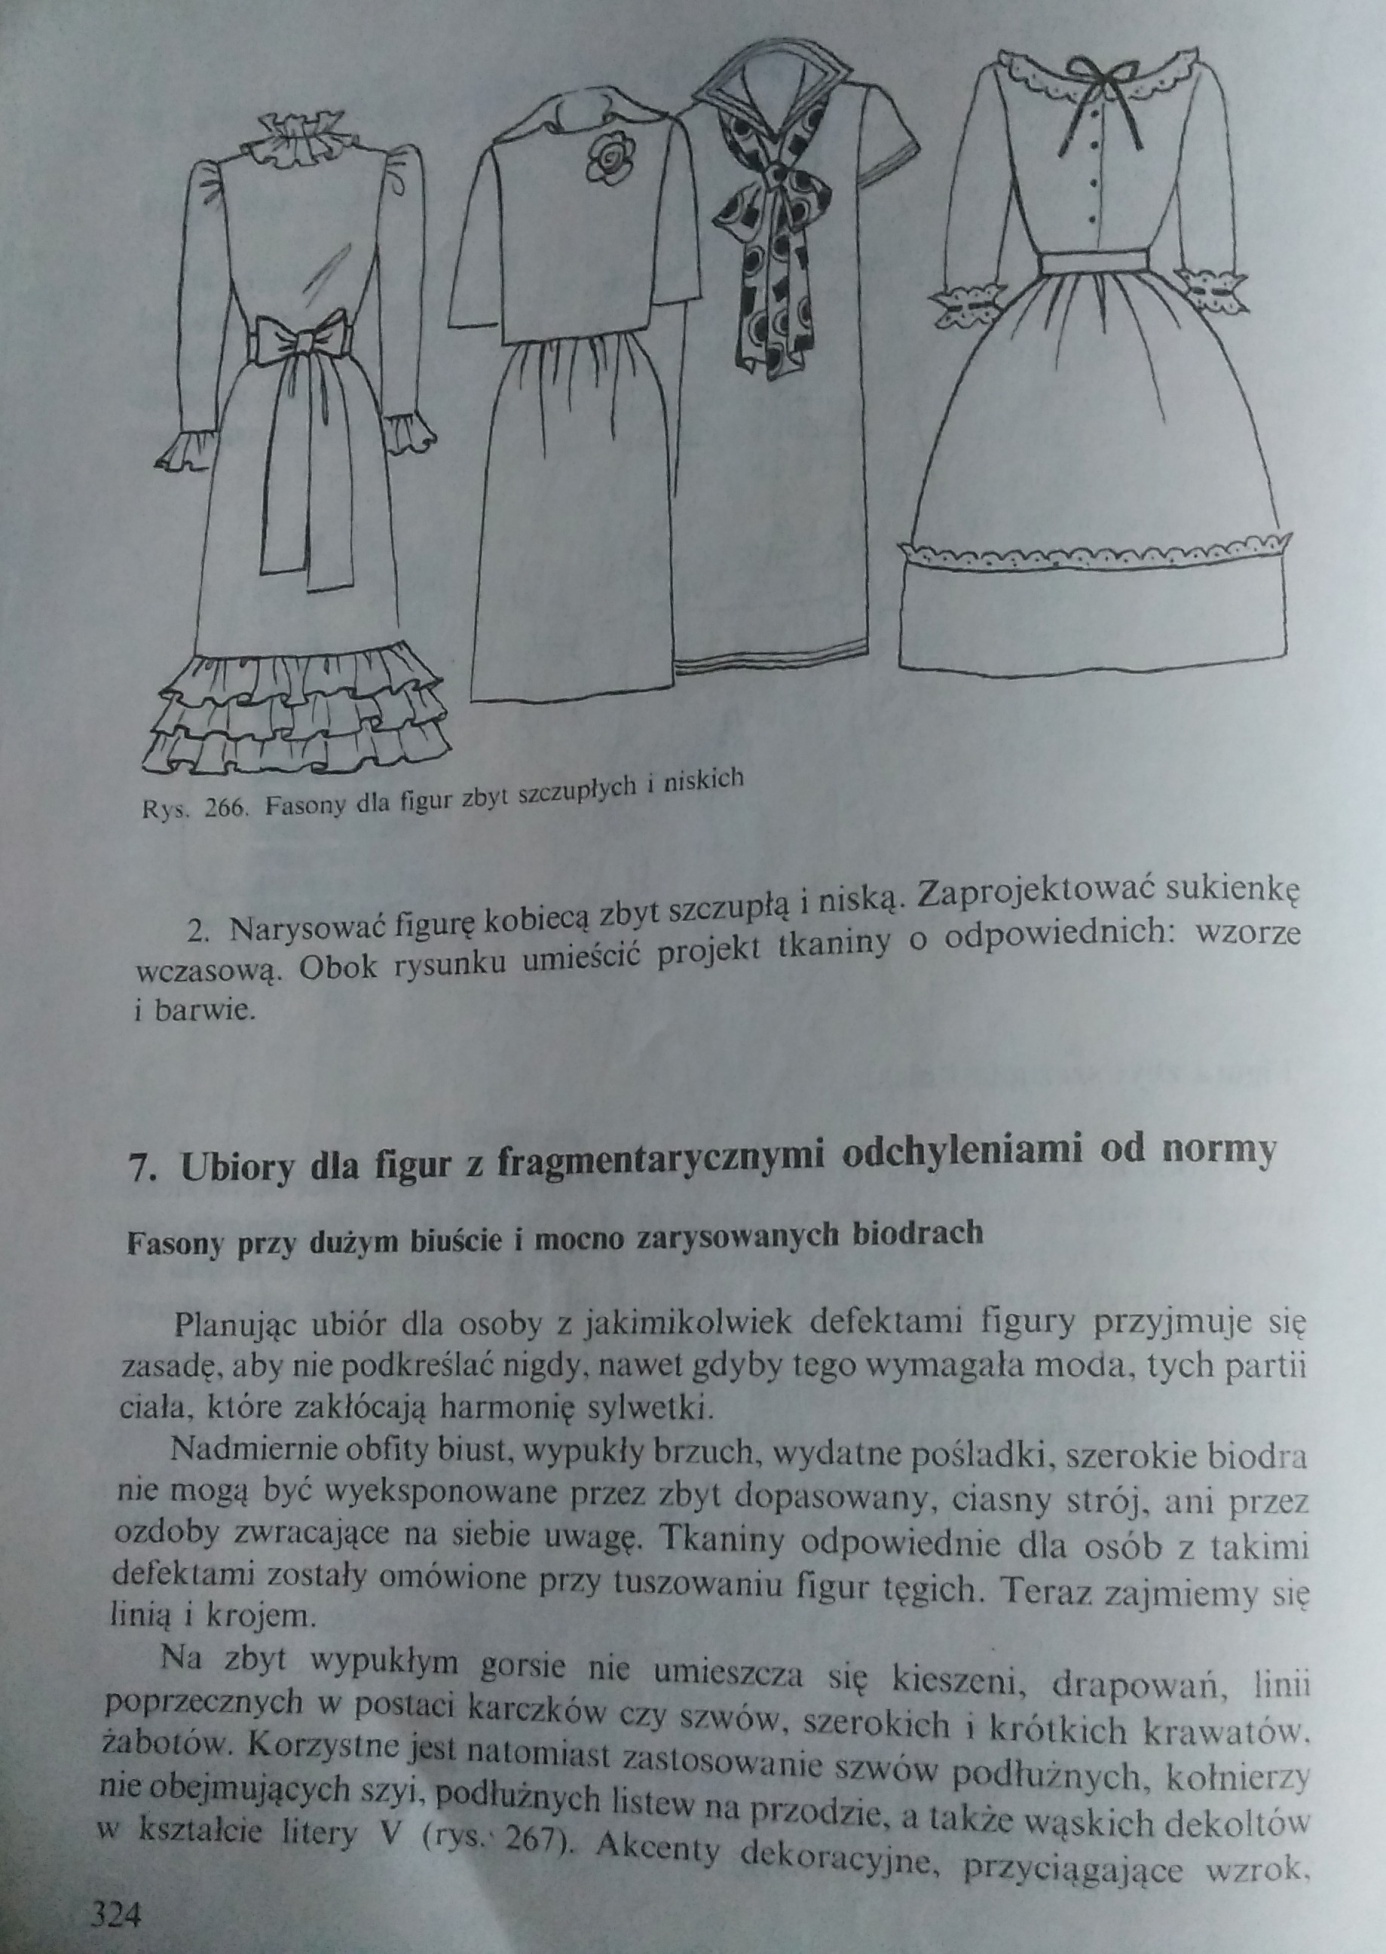 Rys. 266. Fasony dla figur zbyt szczupłych i niskich
2. Narysować figurę kobiecą zbyt szczupłą i niską. Zaprojektować sukienkę
wczasową. Obok rysunku umieścić projekt tkaniny o odpowiednich: wzorze
i barwie.
7. Ubiory dla figur z fragmentarycznymi odchyleniami od normy
Fasony przy dużym biuście i mocno zarysowanych biodrach
Planując ubiór dla osoby z jakimikolwiek defektami figury przyjmuje się
zasadę, aby nie podkreślać nigdy, nawet gdyby tego wymagała moda, tych partii
ciała, które zakłócają harmonię sylwetki.
Nadmiernie obfity biust, wypukły brzuch, wydatne pośladki, szerokie biodra
nie mogą być wyeksponowane przez zbyt dopasowany, ciasny strój, ani przez
ozdoby zwracające na siebie uwagę. Tkaniny odpowiednie dla osób z takimi
defektami zostały omówione przy tuszowaniu figur tęgich. Teraz zajmiemy się
linią i krojem.
Na zbyt wypukłym gorsie nie umieszcza się kieszeni, drapowań, linii
poprzecznych w postaci karczków czy szwów, szerokich i krótkich krawatów,
żabotów. Korzystne jest natomiast zastosowanie szwów podłużnych, kołnierzy
nie obejmujących szyi, podłużnych listew na przodzie, a także wąskich dekoltów
w kształcie litery V (rys. 267). Akcenty dekoracyjne, przyciągające wzrok,
324